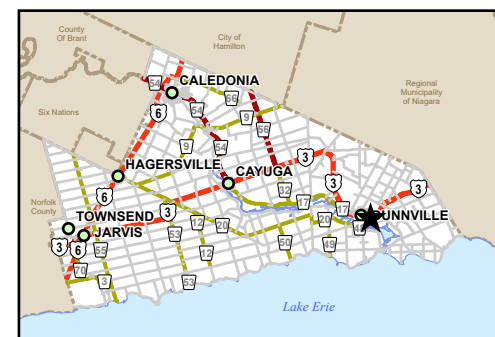 County
Of Brant
City of
Hamilton
54
CALEDONIA
Regional
Municipality
of Niagara
6
54
66
Six Nations
9
54
9
56
HAGERSVILLE
3
CAYUGA
3
3
6
32
17
Norfolk
County
TOWNSEND
3
12
20
20
17
UNNVILLE
3
JARVIS
53
3
6
55
12
50
49
70
3
53
Lake Erie